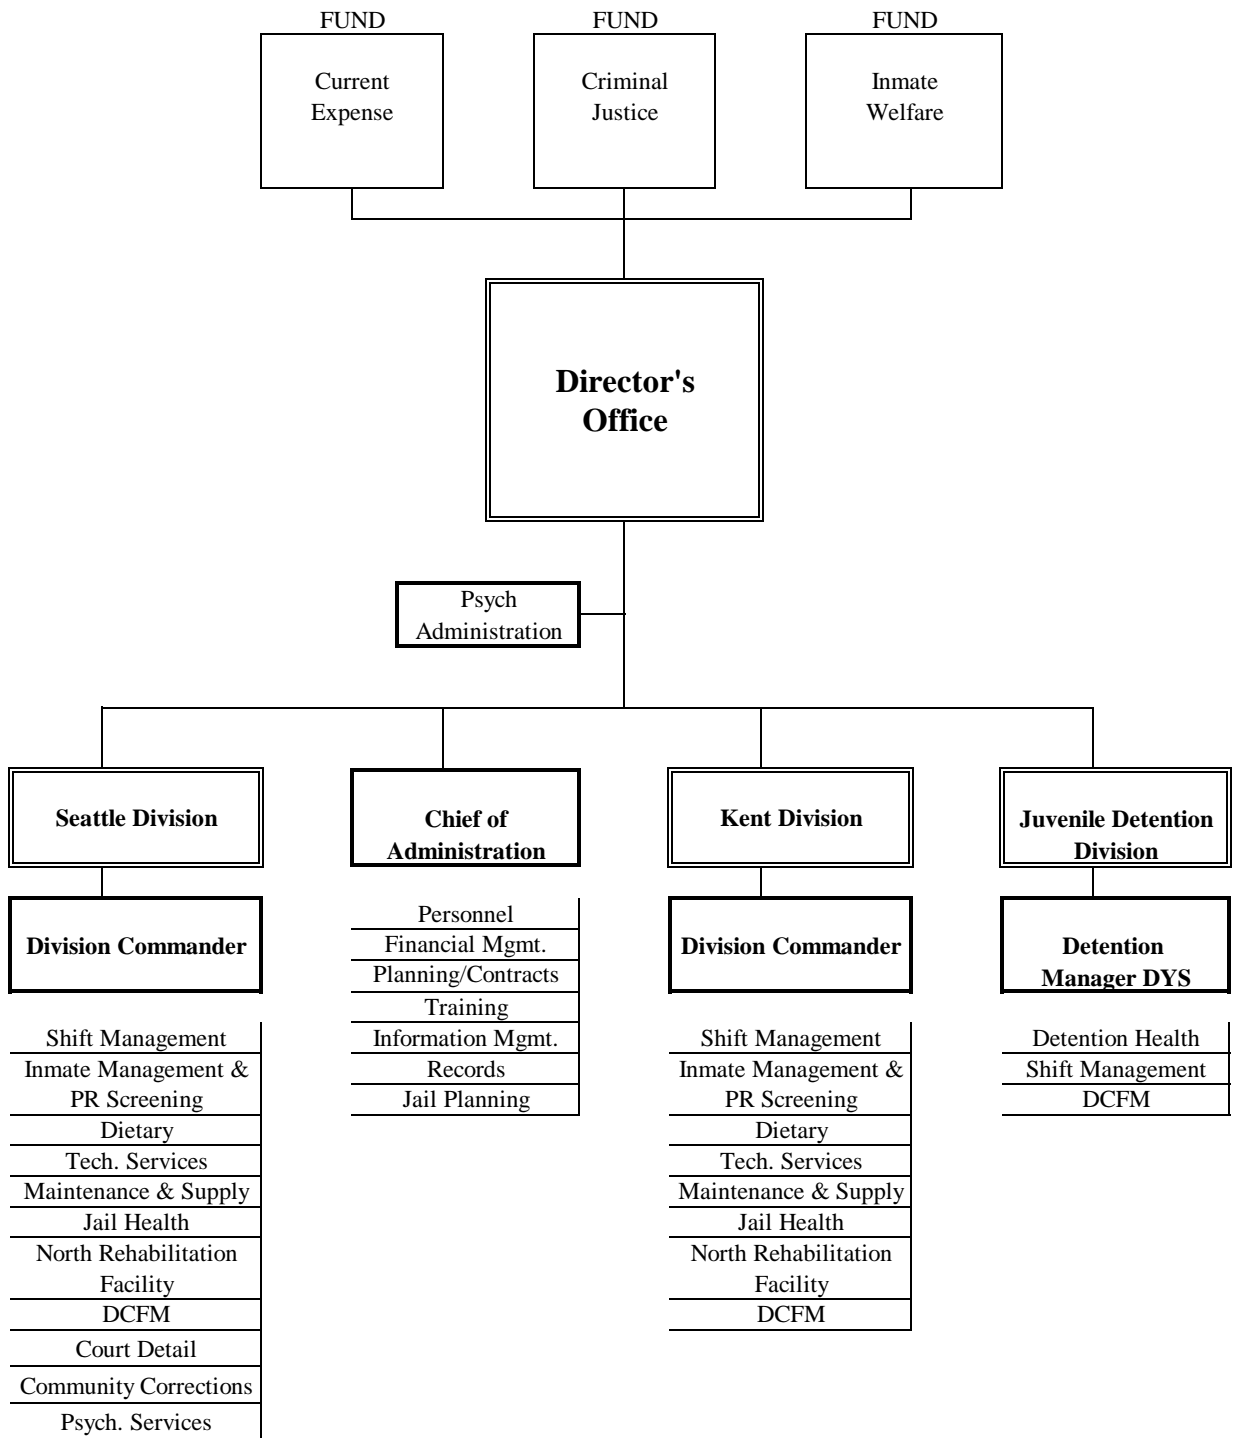 FUND
Current
Expense
FUND
Criminal
Justice
FUND
Inmate
Welfare
Director's
Office
Psych
Administration
Seattle Division
Division Commander
Shift Management
Inmate Management &
PR Screening
Dietary
Tech. Services
Maintenance & Supply
Jail Health
North Rehabilitation
Facility
DCFM
Court Detail
Community Corrections
Psych. Services
Chief of
Administration
Personnel
Financial Mgmt.
Planning/Contracts
Training
Information Mgmt.
Records
Jail Planning
Kent Division
Division Commander
Shift Management
Inmate Management &
PR Screening
Dietary
Tech. Services
Maintenance & Supply
Jail Health
North Rehabilitation
Facility
DCFM
Juvenile Detention
Division
Detention
Manager DYS
Detention Health
Shift Management
DCFM